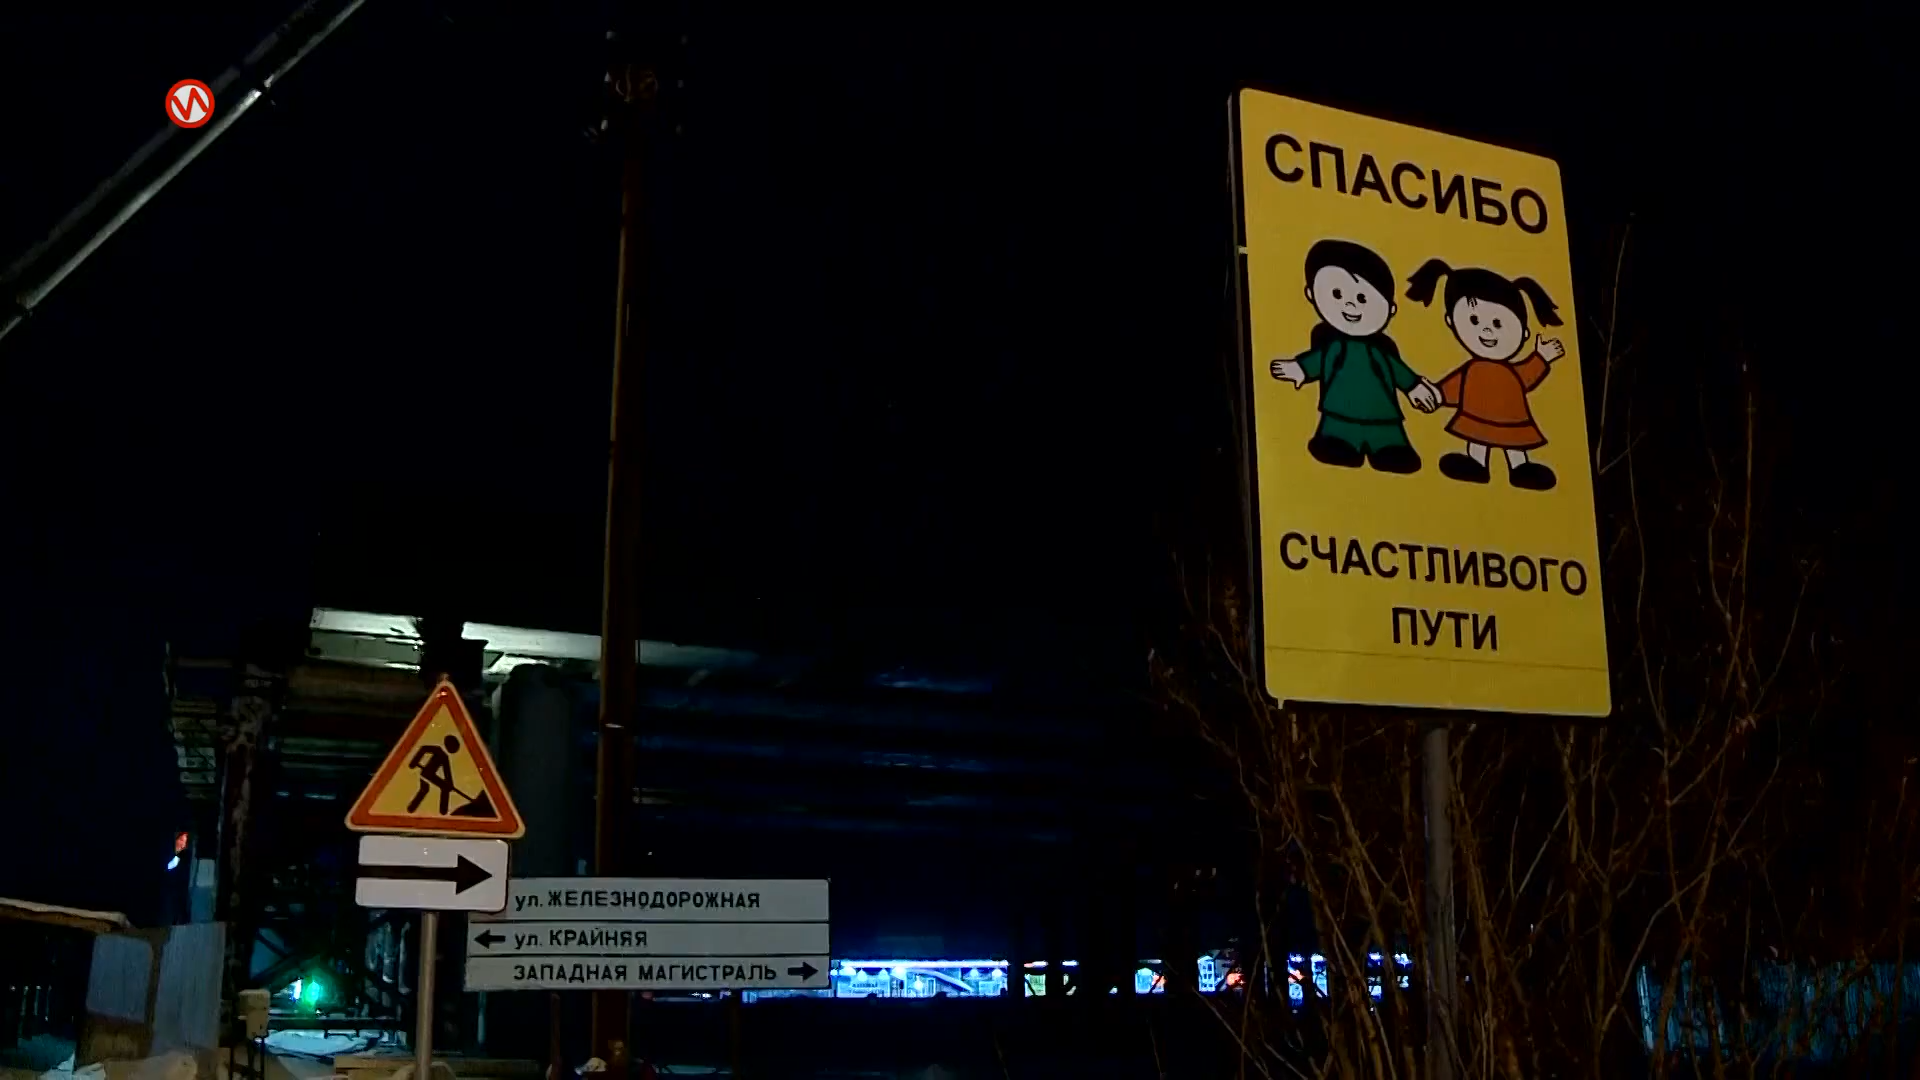 СПАСИБО
СЧАСТЛИВОГО
ПУТИ
ул. ЖЕЛЕЗНОДОРОЖНАЯ
ул. КРАЙНЯЯ
ЗАПАДНАЯ МАГИСТРАЛЬ